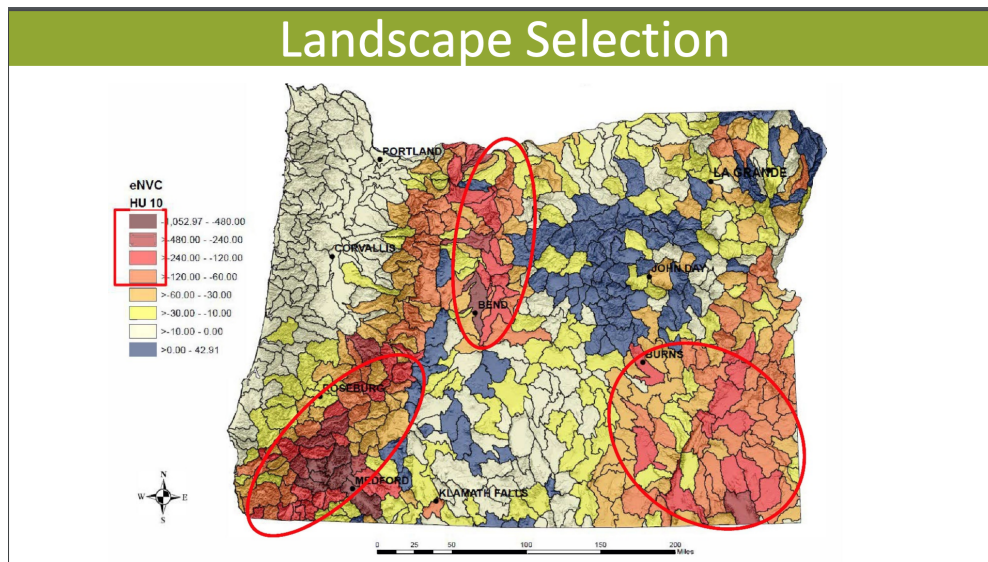 Landscape Selection
PORTLAND
LA GRANDE
eNVC
HU 10
-1,052.97 - -480.00
>-480.00 - -240.00
>-240.00 - -120.00
>-120.00 - -60.00
>-60.00 - -30.00
>-30.00 - -10.00
>-10.00 - 0.00
>0.00 - 42.91
CORVALLIS
JOHN DAY
BEND
BURNS
ROSEBURG
MEDFORD
KLAMATH FALLS
N
W
E
S
0 25 50 100 150 200
Miles